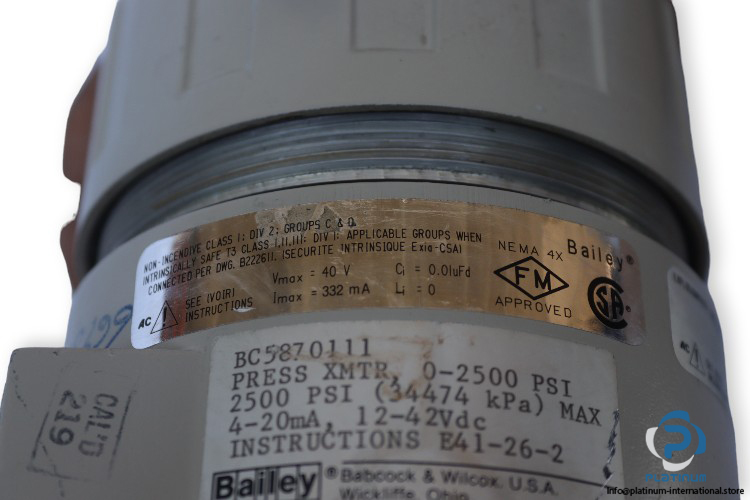 NON-INCENDIVE CLASS I; DIV 2; GROUPS C & D.
INTRINSICALLY SAFE T3 CLASS I,II,III; DIV I; APPLICABLE GROUPS WHEN
CONNECTED PER DWG. B222611. [SECURITE INTRINSIQUE Exia-CSA]
AC ! SEE (VOIR)
INSTRUCTIONS
Vmax = 40 V
Imax = 332 mA
Ci = 0.01uFd
Li = 0
NEMA 4X
Bailey®
FM
APPROVED
CSA
BC5870111
PRESS XMTR, 0-2500 PSI
2500 PSI (34474 kPa) MAX
4-20mA, 12-42Vdc
INSTRUCTIONS E41-26-2
Bailey® Babcock & Wilcox, U.S.A.
Wickliffe, Ohio
CAL'D
219
PLATINUM
info@platinum-international.store